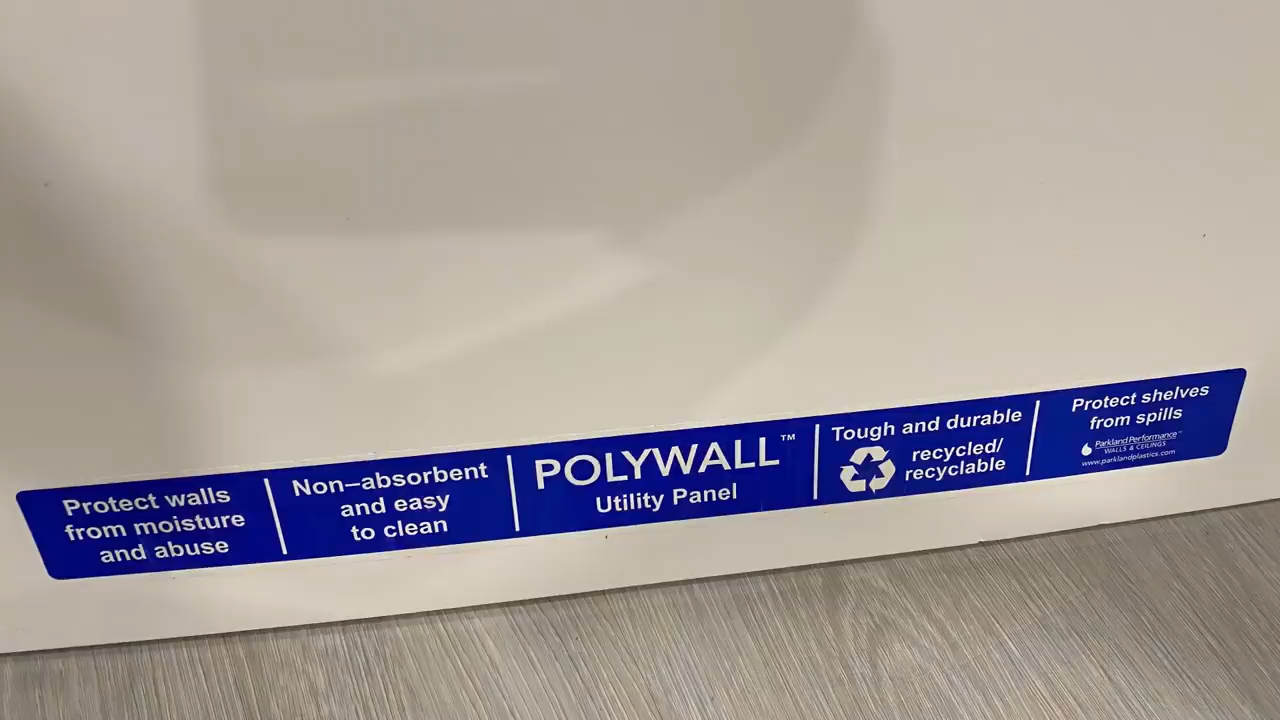 Protect walls
from moisture
and abuse
Non–absorbent
and easy
to clean
POLYWALL™
Utility Panel
Tough and durable
recycled/
recyclable
Protect shelves
from spills
Parkland Performance™
WALLS & CEILINGS
www.parklandplastics.com